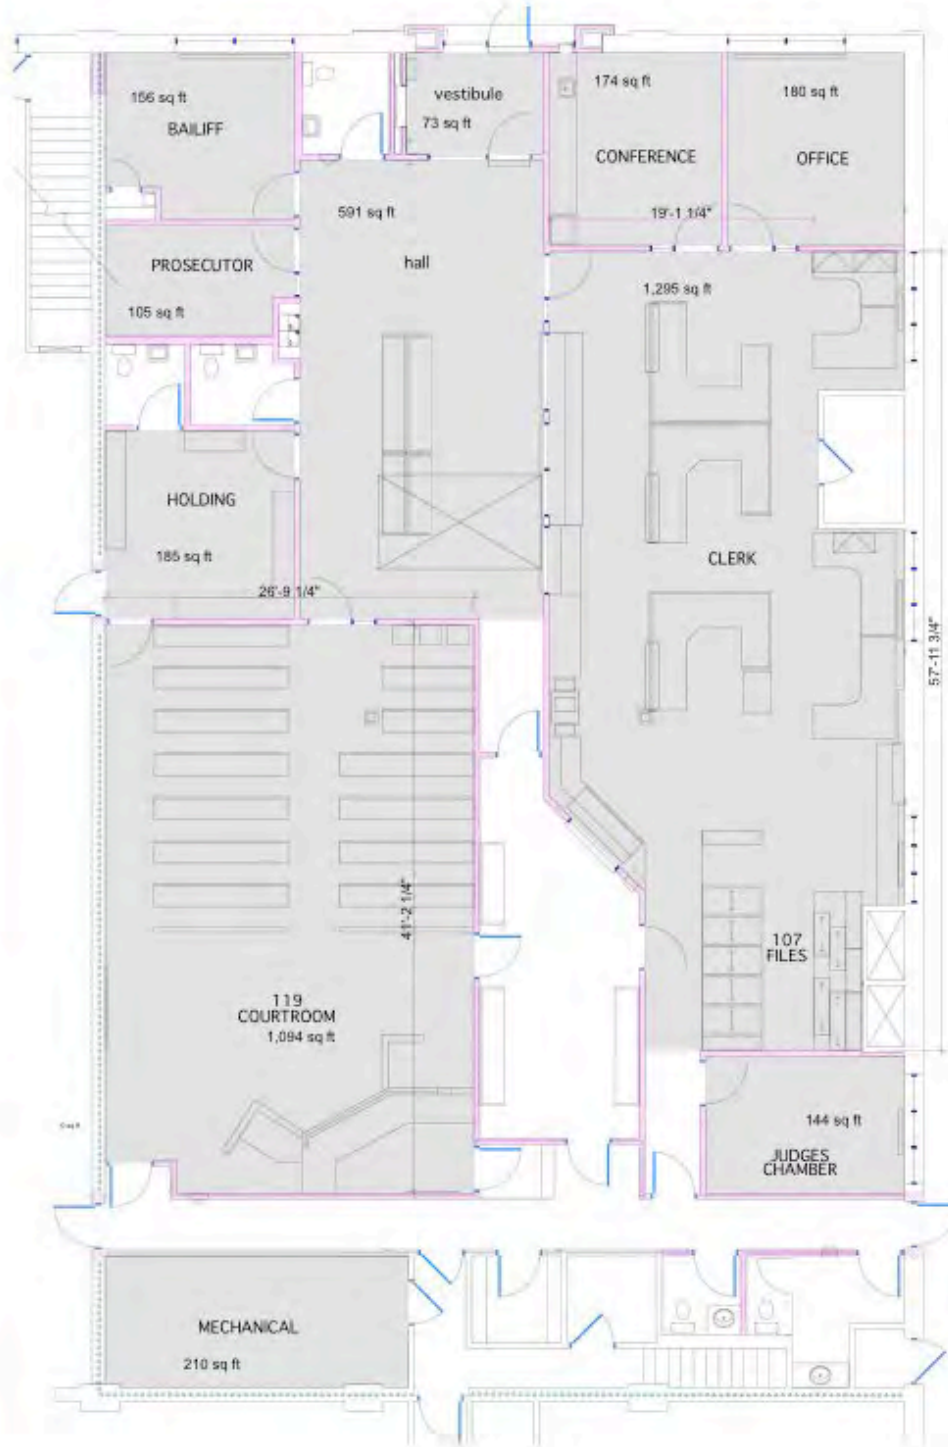 vestibule
73 sq ft
156 sq ft
BAILIFF
174 sq ft
CONFERENCE
19'-1 1/4"
180 sq ft
OFFICE
591 sq ft
hall
PROSECUTOR
105 sq ft
1,295 sq ft
HOLDING
185 sq ft
26'-9 1/4"
CLERK
57'-11 3/4"
41'-2 1/4"
107
FILES
119
COURTROOM
1,094 sq ft
144 sq ft
JUDGES
CHAMBER
MECHANICAL
210 sq ft